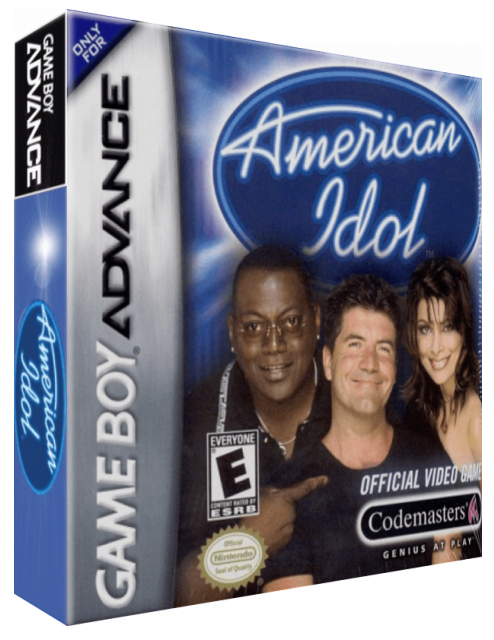 GAME BOY
ADVANCE
American
Idol
ONLY
FOR
GAME BOY ADVANCE
American
Idol
TM
EVERYONE
E
CONTENT RATED BY
ESRB
Official
Nintendo
Seal of Quality
OFFICIAL VIDEO GAME
Codemasters
GENIUS AT PLAY